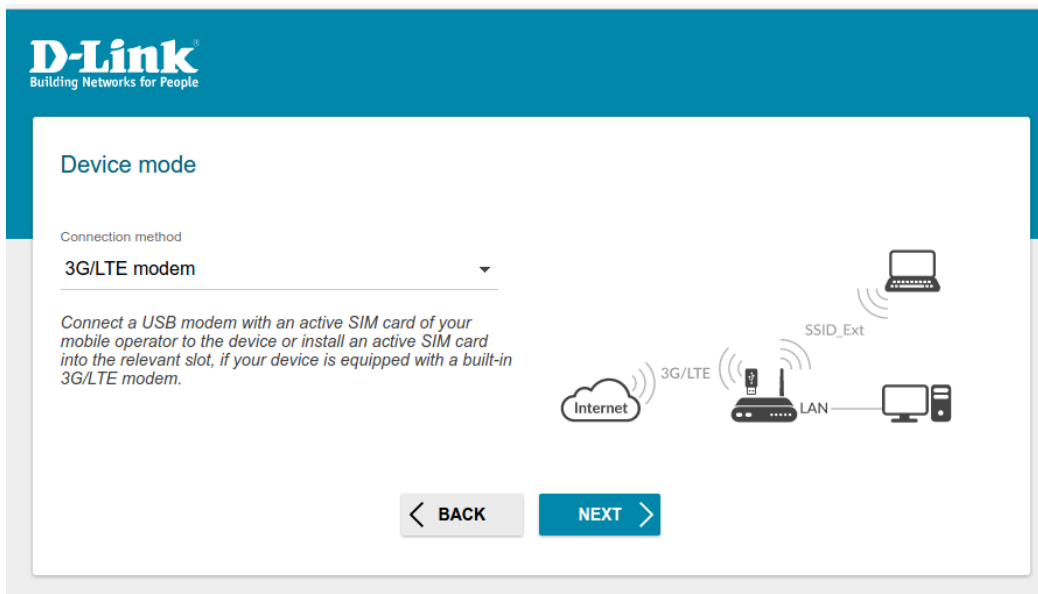 D-Link
Building Networks for People
Device mode
Connection method
3G/LTE modem
Connect a USB modem with an active SIM card of your
mobile operator to the device or install an active SIM card
into the relevant slot, if your device is equipped with a built-in
3G/LTE modem.
SSID_Ext
3G/LTE
Internet
LAN
BACK
NEXT